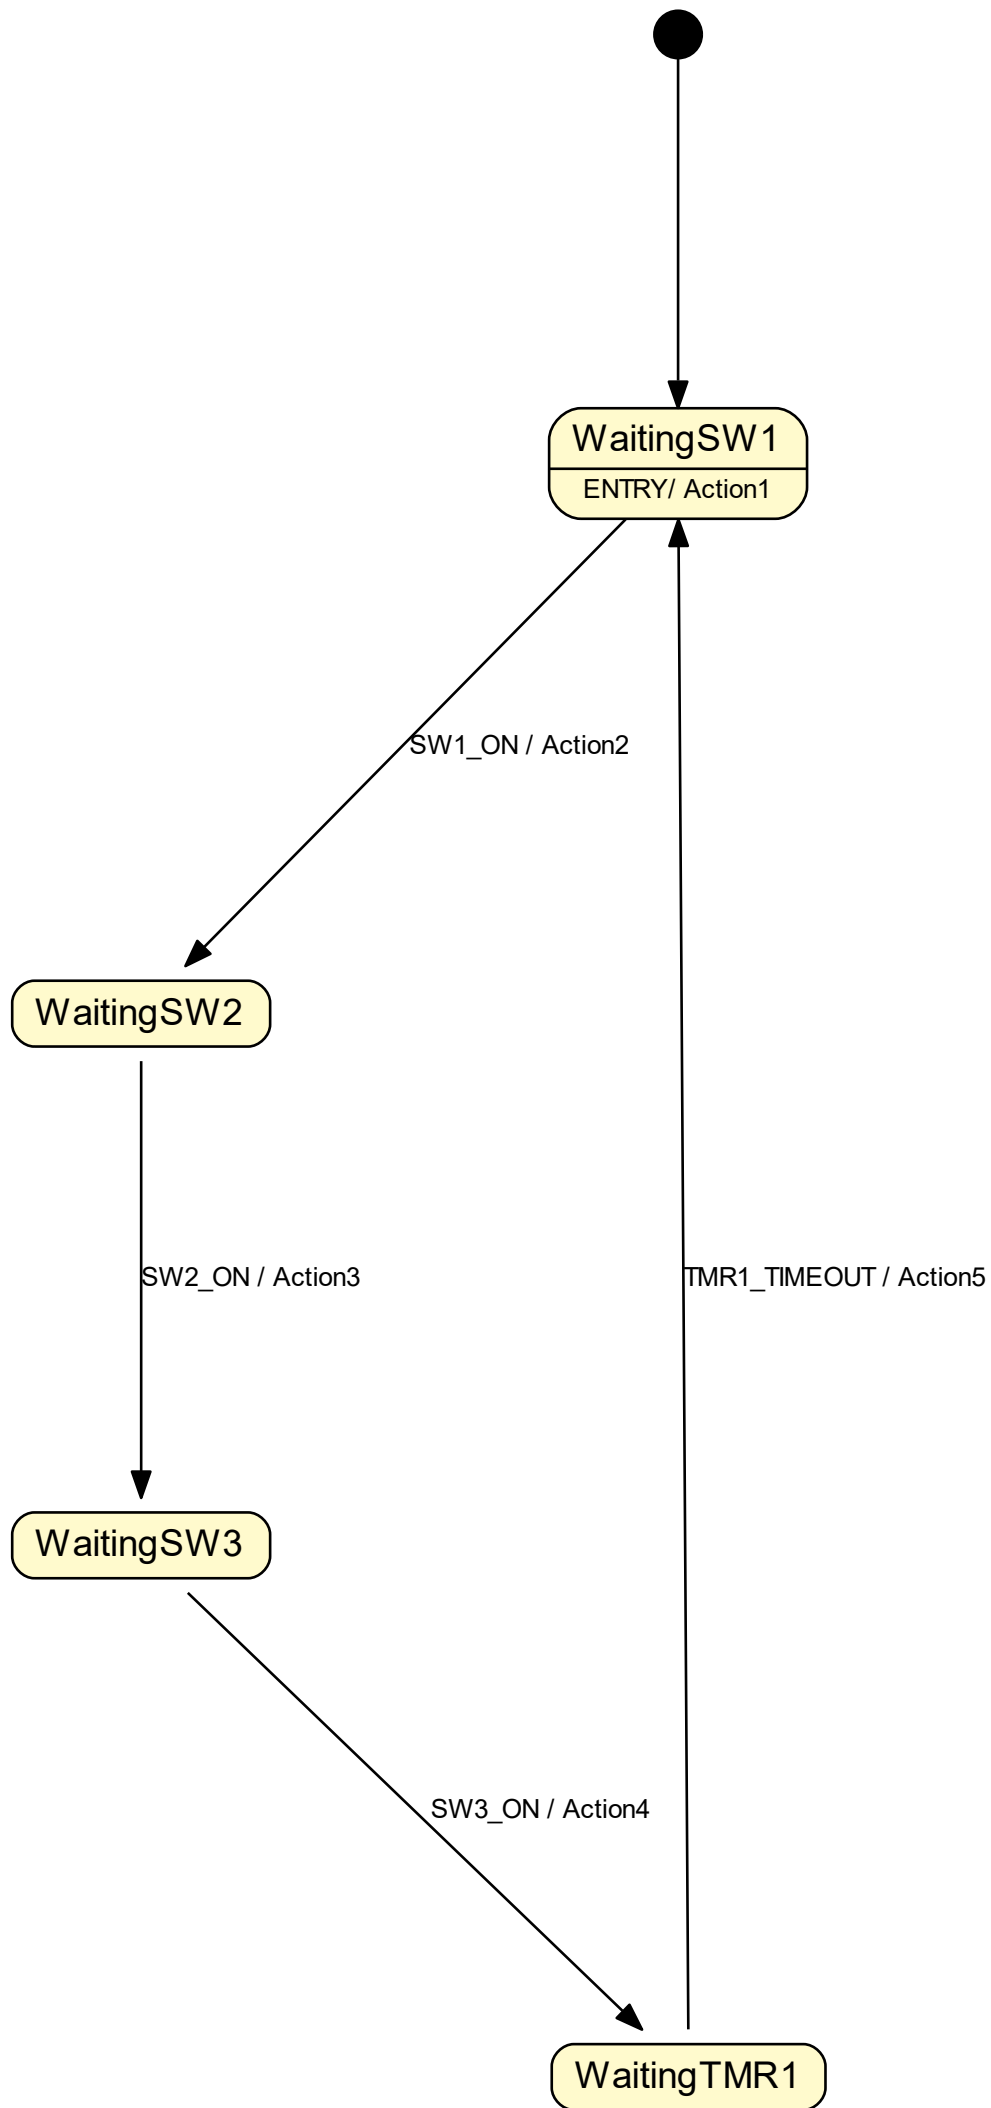 WaitingSW1
ENTRY/ Action1
SW1_ON / Action2
WaitingSW2
SW2_ON / Action3
TMR1_TIMEOUT / Action5
WaitingSW3
SW3_ON / Action4
WaitingTMR1